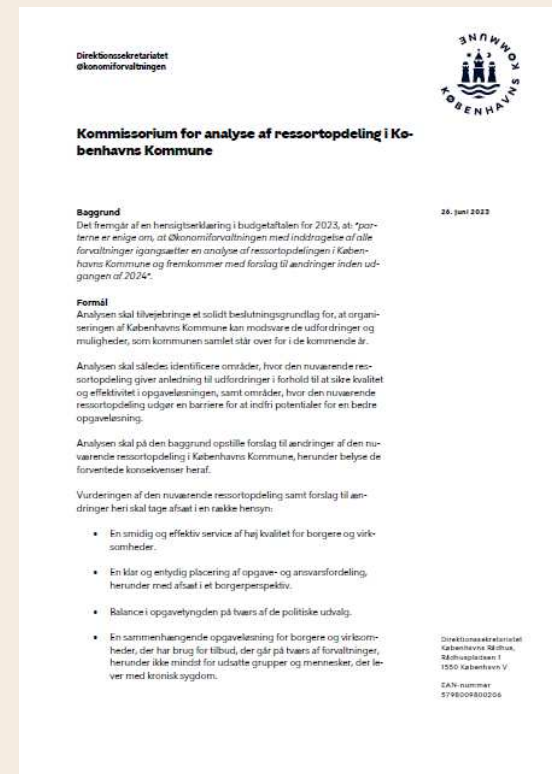 Direktionssekretariatet
Økonomiforvaltningen
KØBENHAVNS KOMMUNE
Kommissorium for analyse af ressortopdeling i Kø-
benhavns Kommune
26. juni 2023
Baggrund
Det fremgår af en hensigtserklæring i budgetaftalen for 2023, at: "par-
terne er enige om, at Økonomiforvaltningen med inddragelse af alle
forvaltninger igangsætter en analyse af ressortopdelingen i Køben-
havns Kommune og fremkommer med forslag til ændringer inden ud-
gangen af 2024".
Formål
Analysen skal tilvejebringe et solidt beslutningsgrundlag for, at organi-
seringen af Københavns Kommune kan modsvare de udfordringer og
muligheder, som kommunen samlet står over for i de kommende år.
Analysen skal således identificere områder, hvor den nuværende res-
sortopdeling giver anledning til udfordringer i forhold til at sikre kvalitet
og effektivitet i opgaveløsningen, samt områder, hvor den nuværende
ressortopdeling udgør en barriere for at indfri potentialer for en bedre
opgaveløsning.
Analysen skal på den baggrund opstille forslag til ændringer af den nu-
værende ressortopdeling i Københavns Kommune, herunder belyse de
forventede konsekvenser heraf.
Vurderingen af den nuværende ressortopdeling samt forslag til æn-
dringer heri skal tage afsæt i en række hensyn:
• En smidig og effektiv service af høj kvalitet for borgere og virk-
somheder.
• En klar og entydig placering af opgave- og ansvarsfordeling,
herunder med afsæt i et borgerperspektiv.
• Balance i opgavetyngden på tværs af de politiske udvalg.
• En sammenhængende opgaveløsning for borgere og virksom-
heder, der har brug for tilbud, der går på tværs af forvaltninger,
herunder ikke mindst for udsatte grupper og mennesker, der le-
ver med kronisk sygdom.
Direktionssekretariatet
Københavns Rådhus,
Rådhuspladsen 1
1550 København V
EAN-nummer
5798009800206